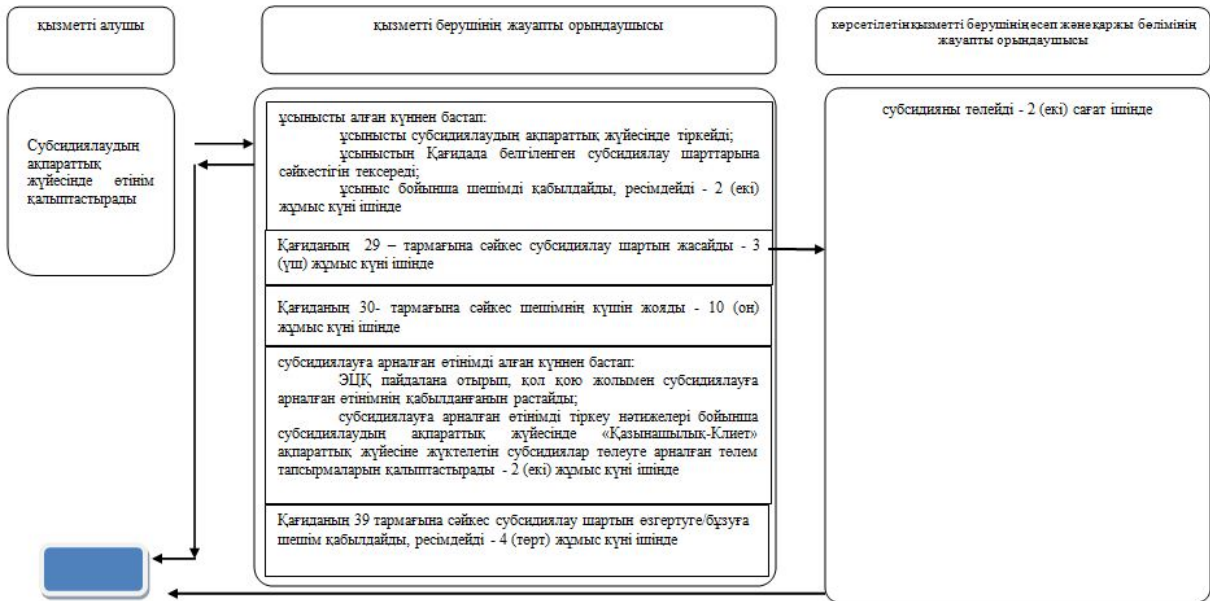 қызметті алушы
қызметті берушінің жауапты орындаушысы
көрсетілетін қызметті берушінің есеп және қаржы бөлімінің
жауапты орындаушысы
Субсидиялаудың
ақпараттық
жүйесінде өтінім
қалыптастырады
ұсынысты алған күннен бастап:
ұсынысты субсидиялаудың ақпараттық жүйесінде тіркейді;
ұсыныстың Қағидада белгіленген субсидиялау шарттарына
сәйкестігін тексереді;
ұсыныс бойынша шешімді қабылдайды, ресімдейді - 2 (екі)
жұмыс күні ішінде
Қағиданың 29 – тармағына сәйкес субсидиялау шартын жасайды - 3
(үш) жұмыс күні ішінде
Қағиданың 30- тармағына сәйкес шешімнің күшін жояды - 10 (он)
жұмыс күні ішінде
субсидиялауға арналған өтінімді алған күннен бастап:
ЭЦҚ пайдалана отырып, қол қою жолымен субсидиялауға
арналған өтінімнің қабылданғанын растайды;
субсидиялауға арналған өтінімді тіркеу нәтижелері бойынша
субсидиялаудың ақпараттық жүйесінде «Қазынашылық-Клиет»
ақпараттық жүйесіне жүктелетін субсидиялар төлеуге арналған төлем
тапсырмаларын қалыптастырады - 2 (екі) жұмыс күні ішінде
Қағиданың 39 тармағына сәйкес субсидиялау шартын өзгертуге/бұзуға
шешім қабылдайды, ресімдейді - 4 (төрт) жұмыс күні ішінде
субсидияны төлейді - 2 (екі) сағат ішінде